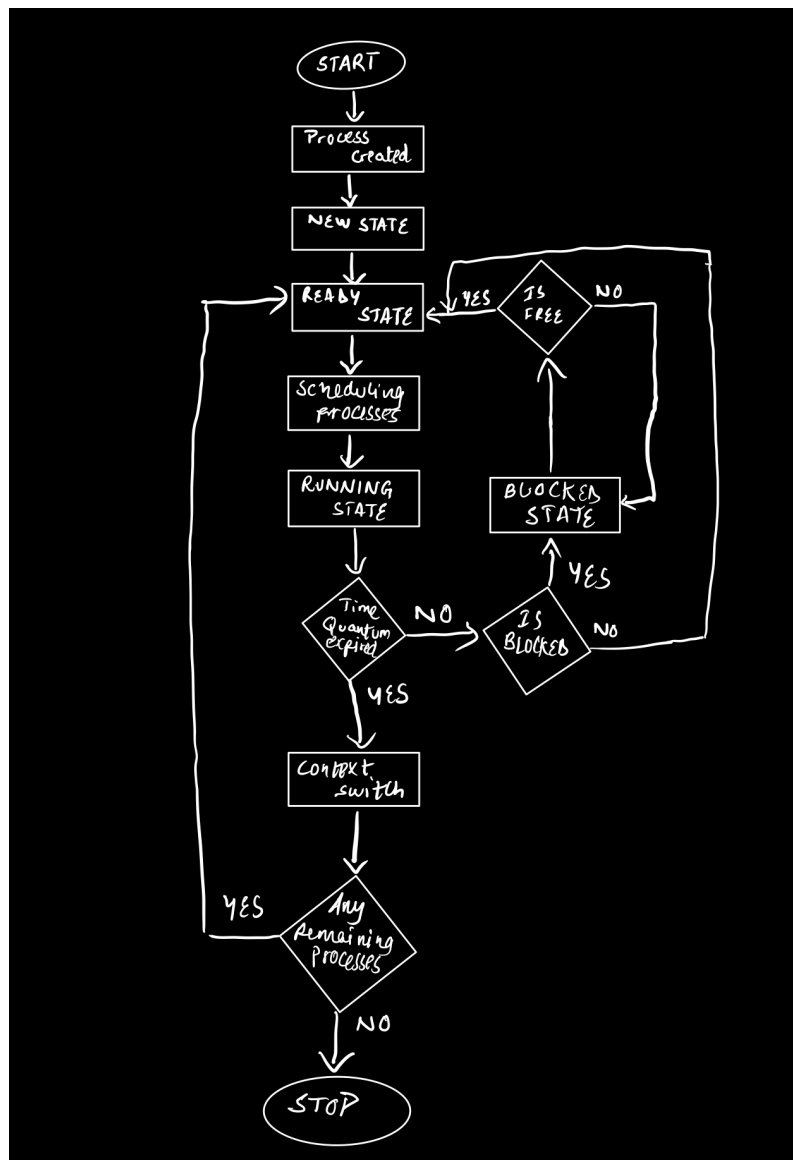 START
Process
created
NEW STATE
READY
STATE
YES
IS
FREE
NO
Scheduling
processes
RUNNING
STATE
BLOCKED
STATE
YES
Time
Quantum
expired
NO
IS
BLOCKED
NO
YES
Context
switch
YES
Any
Remaining
Processes
NO
STOP